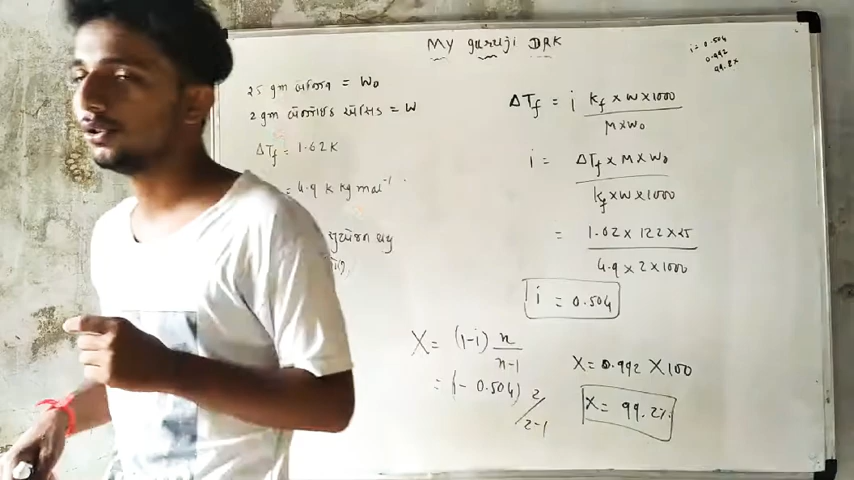 My guruji DRK
i = 0.504
0.992
99.2%
25 gm બેન્ઝિન = W₀
2 gm બેન્ઝોઇક એસિડ = W
ΔTf = 1.62 K
= 4.9 K kg mol⁻¹
ΔTf = i Kf × W × 1000 / M × W₀
i = ΔTf × M × W₀ / Kf × W × 1000
= 1.62 × 122 × 25 / 4.9 × 2 × 1000
i = 0.504
X = (1-i) n / n-1
= (1 - 0.504) 2 / 2-1
X = 0.992 × 100
X = 99.2%